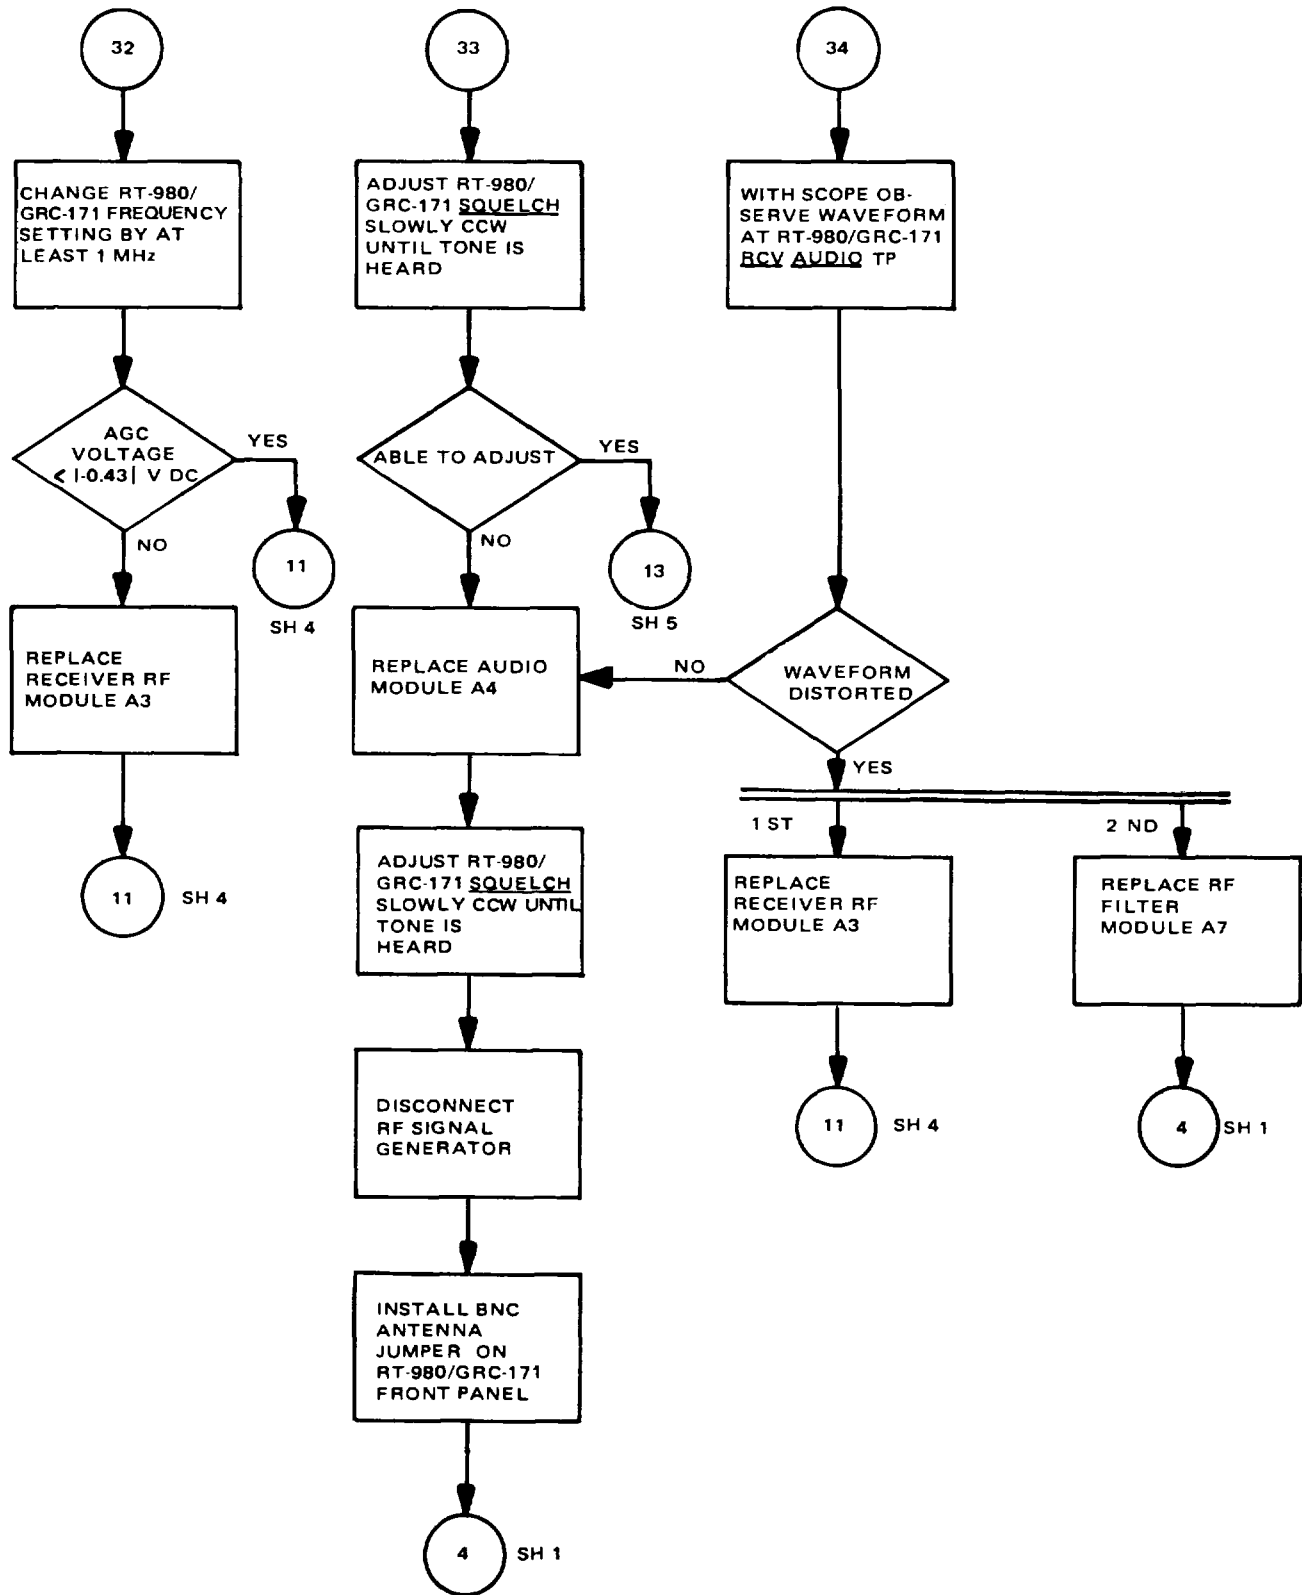 32
33
34
CHANGE RT-980/
GRC-171 FREQUENCY
SETTING BY AT
LEAST 1 MHz
ADJUST RT-980/
GRC-171 SQUELCH
SLOWLY CCW
UNTIL TONE IS
HEARD
WITH SCOPE OB-
SERVE WAVEFORM
AT RT-980/GRC-171
RCV AUDIO TP
AGC
VOLTAGE
< |-0.43| V DC
YES
NO
11
SH 4
ABLE TO ADJUST
YES
NO
13
SH 5
REPLACE
RECEIVER RF
MODULE A3
11
SH 4
REPLACE AUDIO
MODULE A4
NO
WAVEFORM
DISTORTED
YES
1 ST
2 ND
ADJUST RT-980/
GRC-171 SQUELCH
SLOWLY CCW UNTIL
TONE IS
HEARD
REPLACE
RECEIVER RF
MODULE A3
REPLACE RF
FILTER
MODULE A7
DISCONNECT
RF SIGNAL
GENERATOR
11
SH 4
4
SH 1
INSTALL BNC
ANTENNA
JUMPER ON
RT-980/GRC-171
FRONT PANEL
4
SH 1